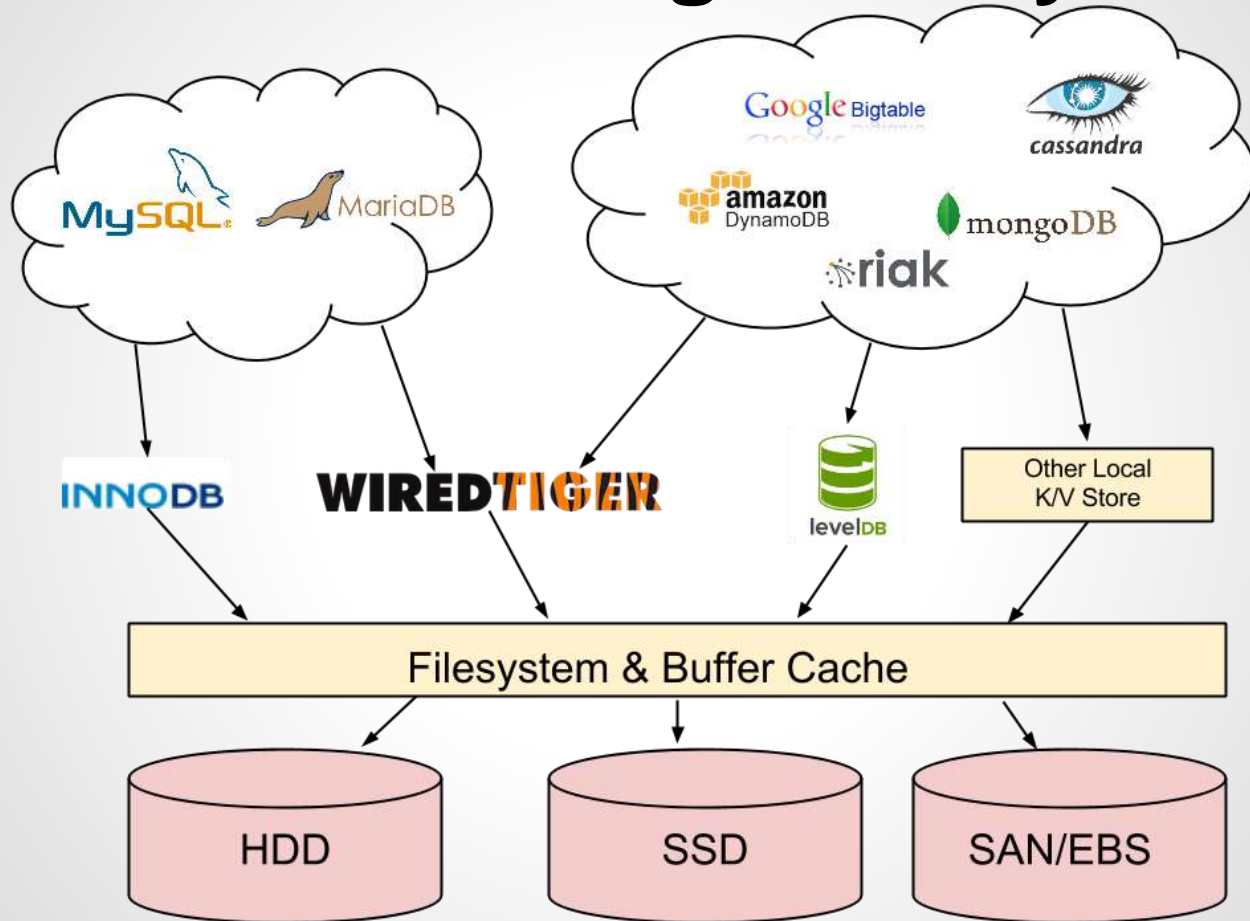 Google Bigtable
cassandra
MySQL®
MariaDB
amazon
DynamoDB
mongoDB
riak
INNODB
WIREDTIGER
levelDB
Other Local
K/V Store
Filesystem & Buffer Cache
HDD
SSD
SAN/EBS